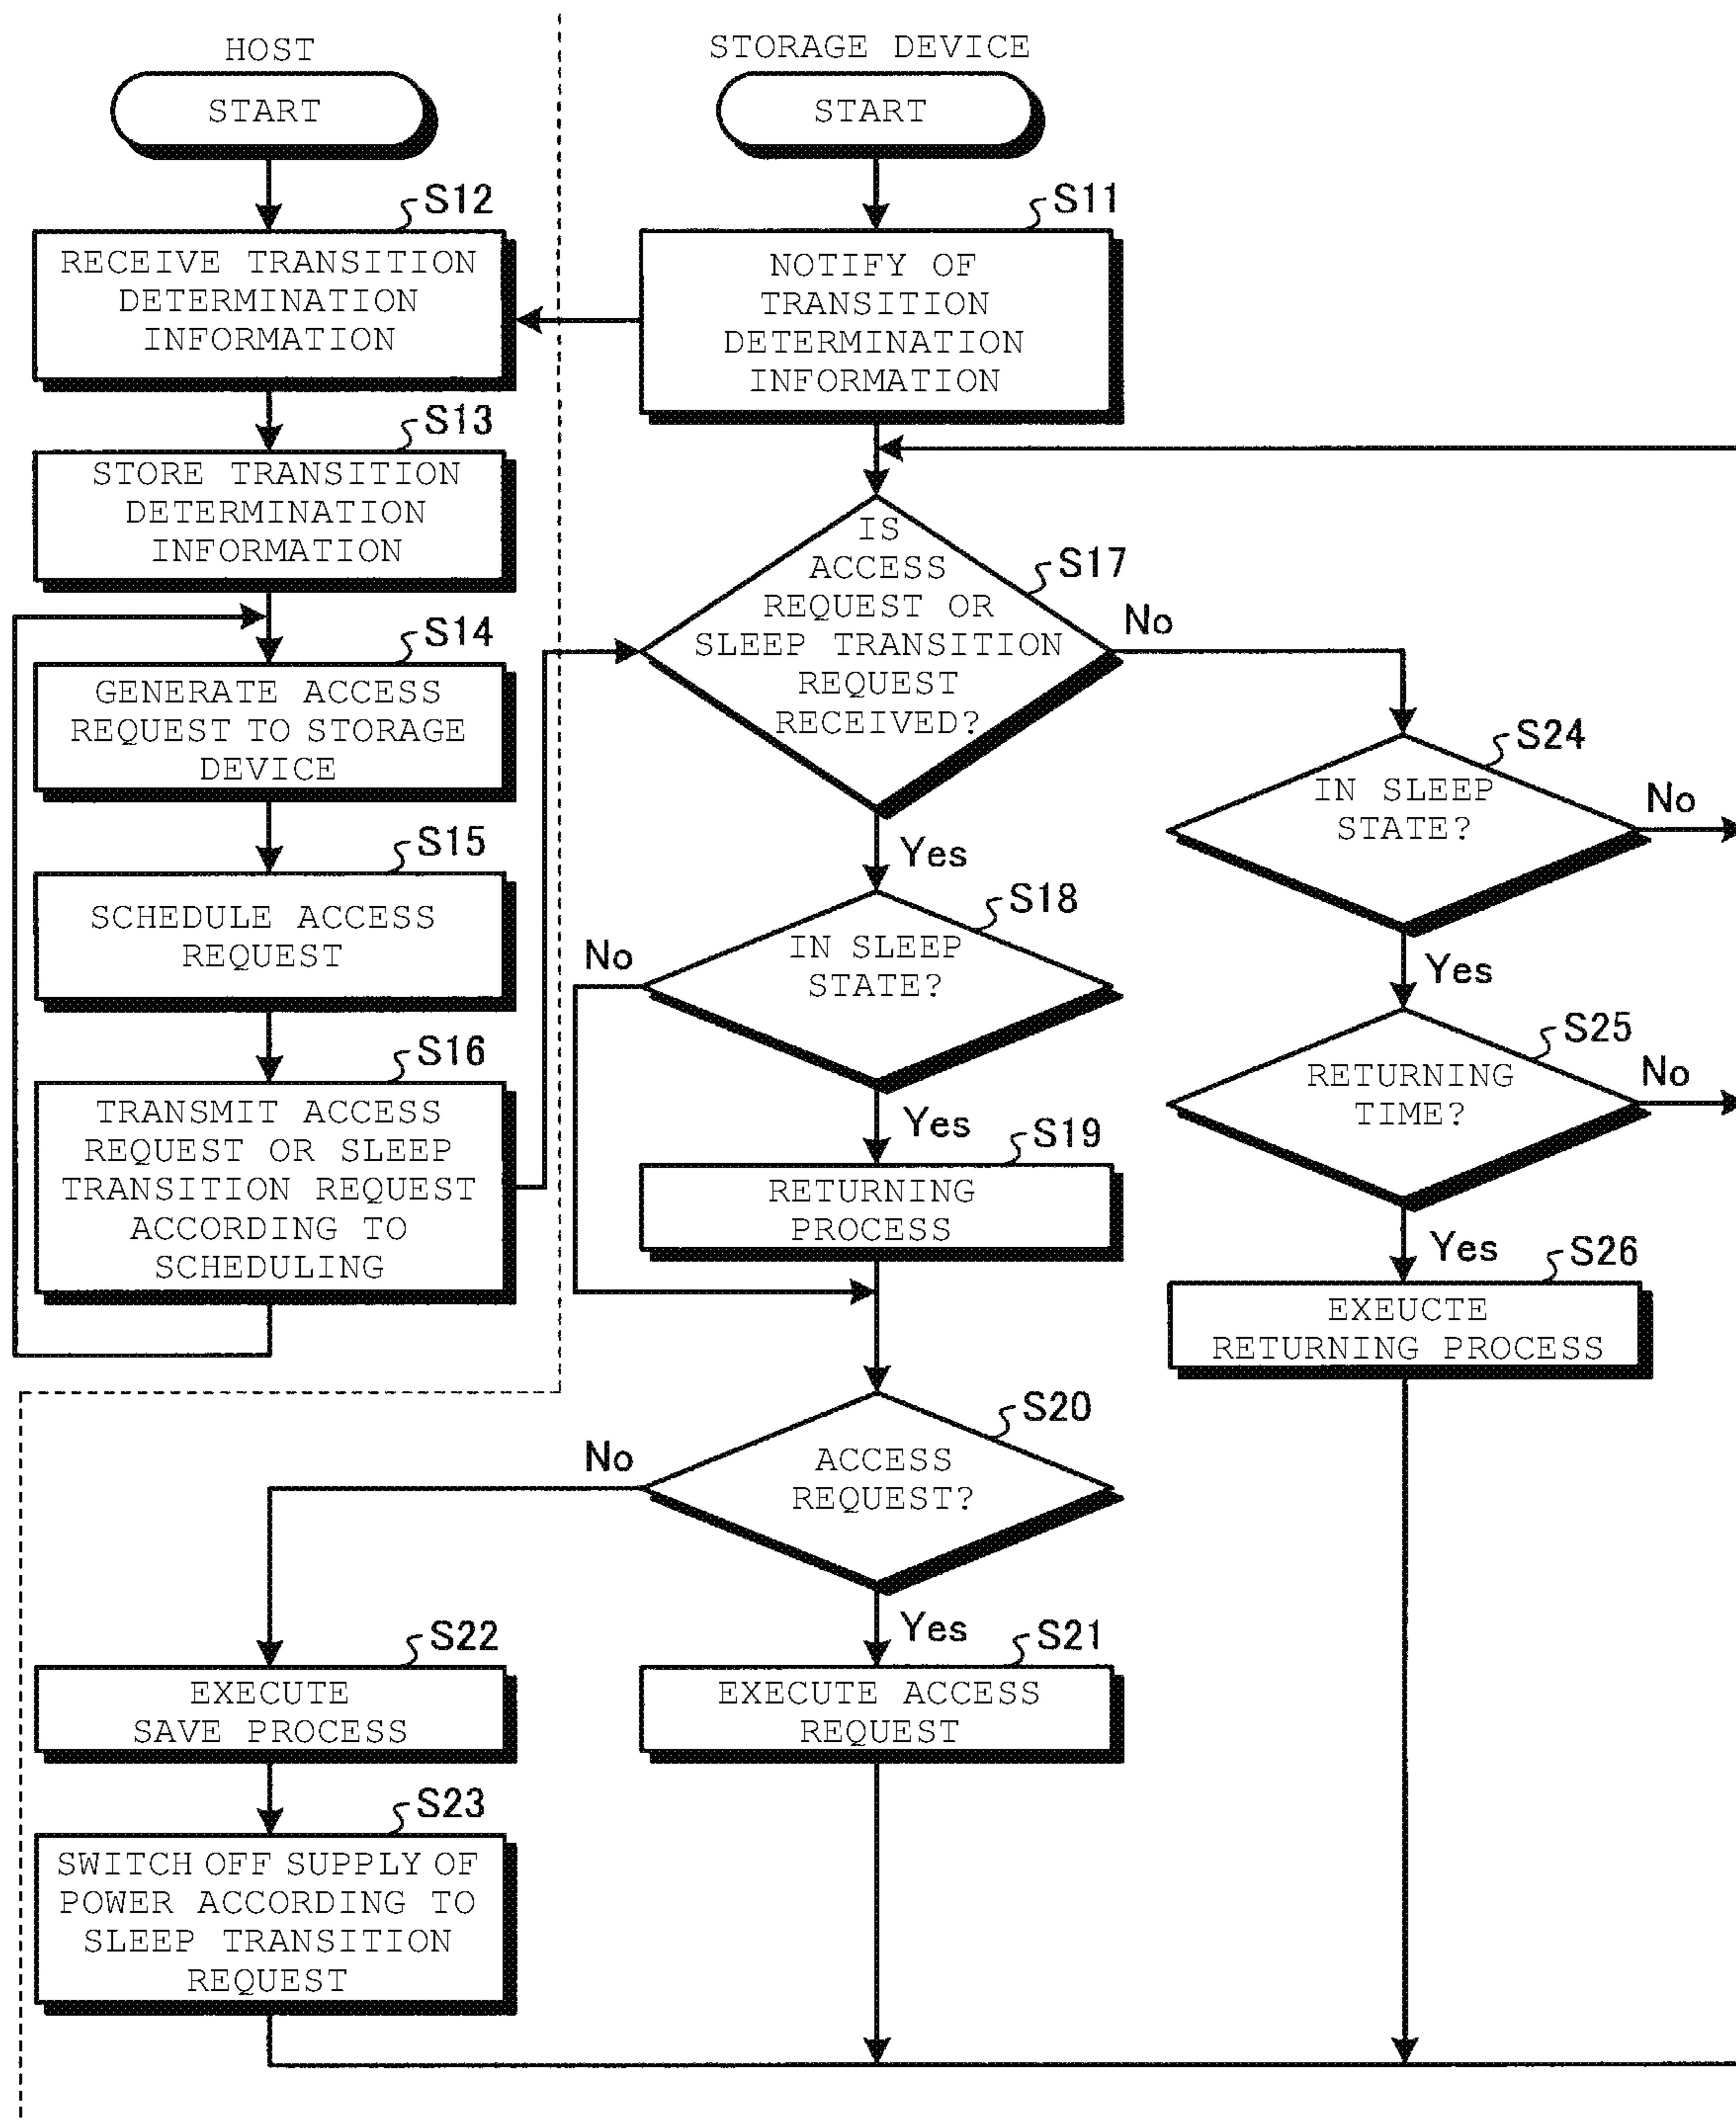 HOST
START
S12
RECEIVE TRANSITION
DETERMINATION
INFORMATION
S13
STORE TRANSITION
DETERMINATION
INFORMATION
S14
GENERATE ACCESS
REQUEST TO STORAGE
DEVICE
S15
SCHEDULE ACCESS
REQUEST
S16
TRANSMIT ACCESS
REQUEST OR SLEEP
TRANSITION REQUEST
ACCORDING TO
SCHEDULING
STORAGE DEVICE
START
S11
NOTIFY OF
TRANSITION
DETERMINATION
INFORMATION
S17
IS
ACCESS
REQUEST OR
SLEEP TRANSITION
REQUEST
RECEIVED?
No
Yes
S18
IN SLEEP
STATE?
No
Yes
S19
RETURNING
PROCESS
S20
ACCESS
REQUEST?
No
Yes
S21
EXECUTE ACCESS
REQUEST
S22
EXECUTE
SAVE PROCESS
S23
SWITCH OFF SUPPLY OF
POWER ACCORDING TO
SLEEP TRANSITION
REQUEST
S24
IN SLEEP
STATE?
No
Yes
S25
RETURNING
TIME?
No
Yes
S26
EXEUCTE
RETURNING PROCESS